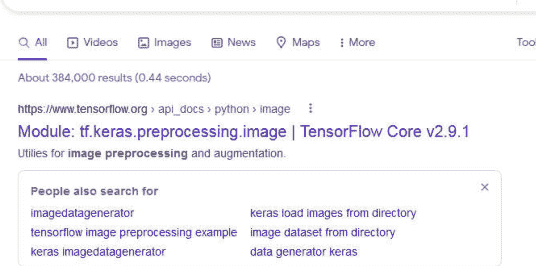 All Videos Images News Maps More Tool
About 384,000 results (0.44 seconds)
https://www.tensorflow.org › api_docs › python › image
Module: tf.keras.preprocessing.image | TensorFlow Core v2.9.1
Utilies for image preprocessing and augmentation.
People also search for
imagedatagenerator keras load images from directory
tensorflow image preprocessing example image dataset from directory
keras imagedatagenerator data generator keras